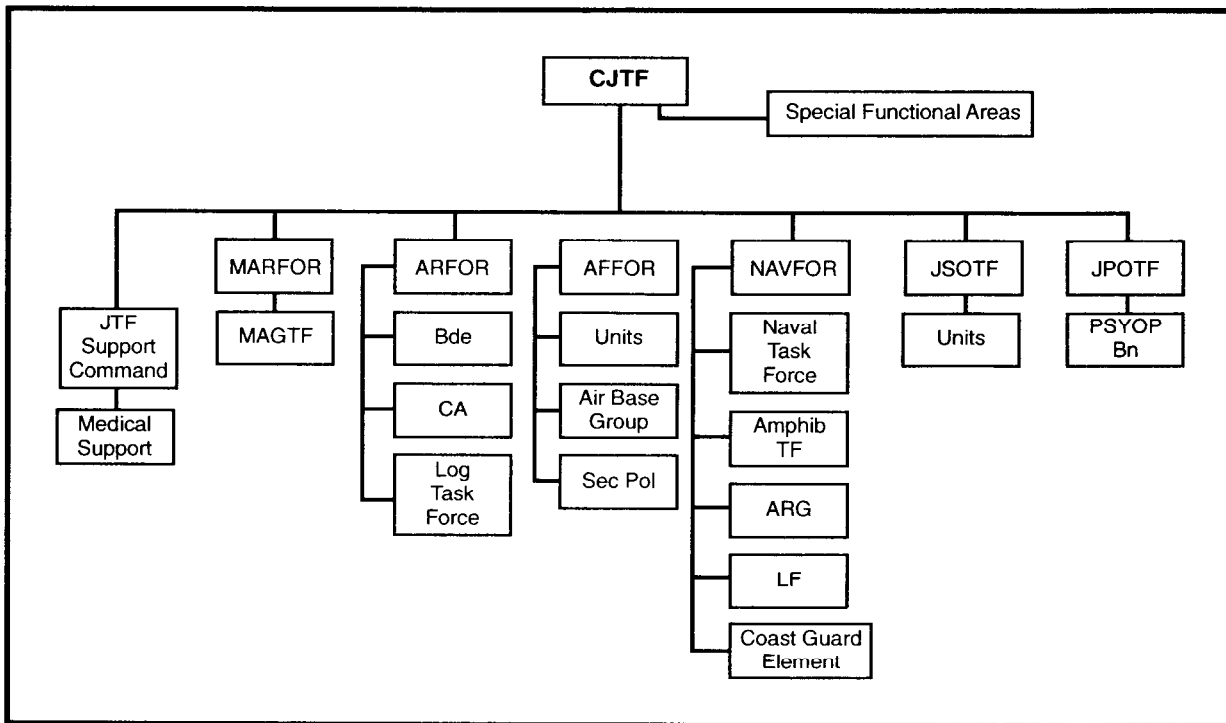 CJTF
Special Functional Areas
JTF
Support
Command
Medical
Support
MARFOR
MAGTF
ARFOR
Bde
CA
Log
Task
Force
AFFOR
Units
Air Base
Group
Sec Pol
NAVFOR
Naval
Task
Force
Amphib
TF
ARG
LF
Coast Guard
Element
JSOTF
Units
JPOTF
PSYOP
Bn